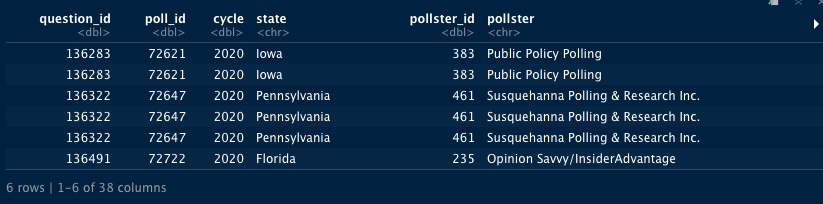 question_id poll_id cycle state pollster_id pollster
<dbl> <dbl> <dbl> <chr> <dbl> <chr>
136283 72621 2020 Iowa 383 Public Policy Polling
136283 72621 2020 Iowa 383 Public Policy Polling
136322 72647 2020 Pennsylvania 461 Susquehanna Polling & Research Inc.
136322 72647 2020 Pennsylvania 461 Susquehanna Polling & Research Inc.
136322 72647 2020 Pennsylvania 461 Susquehanna Polling & Research Inc.
136491 72722 2020 Florida 235 Opinion Savvy/InsiderAdvantage
6 rows | 1-6 of 38 columns